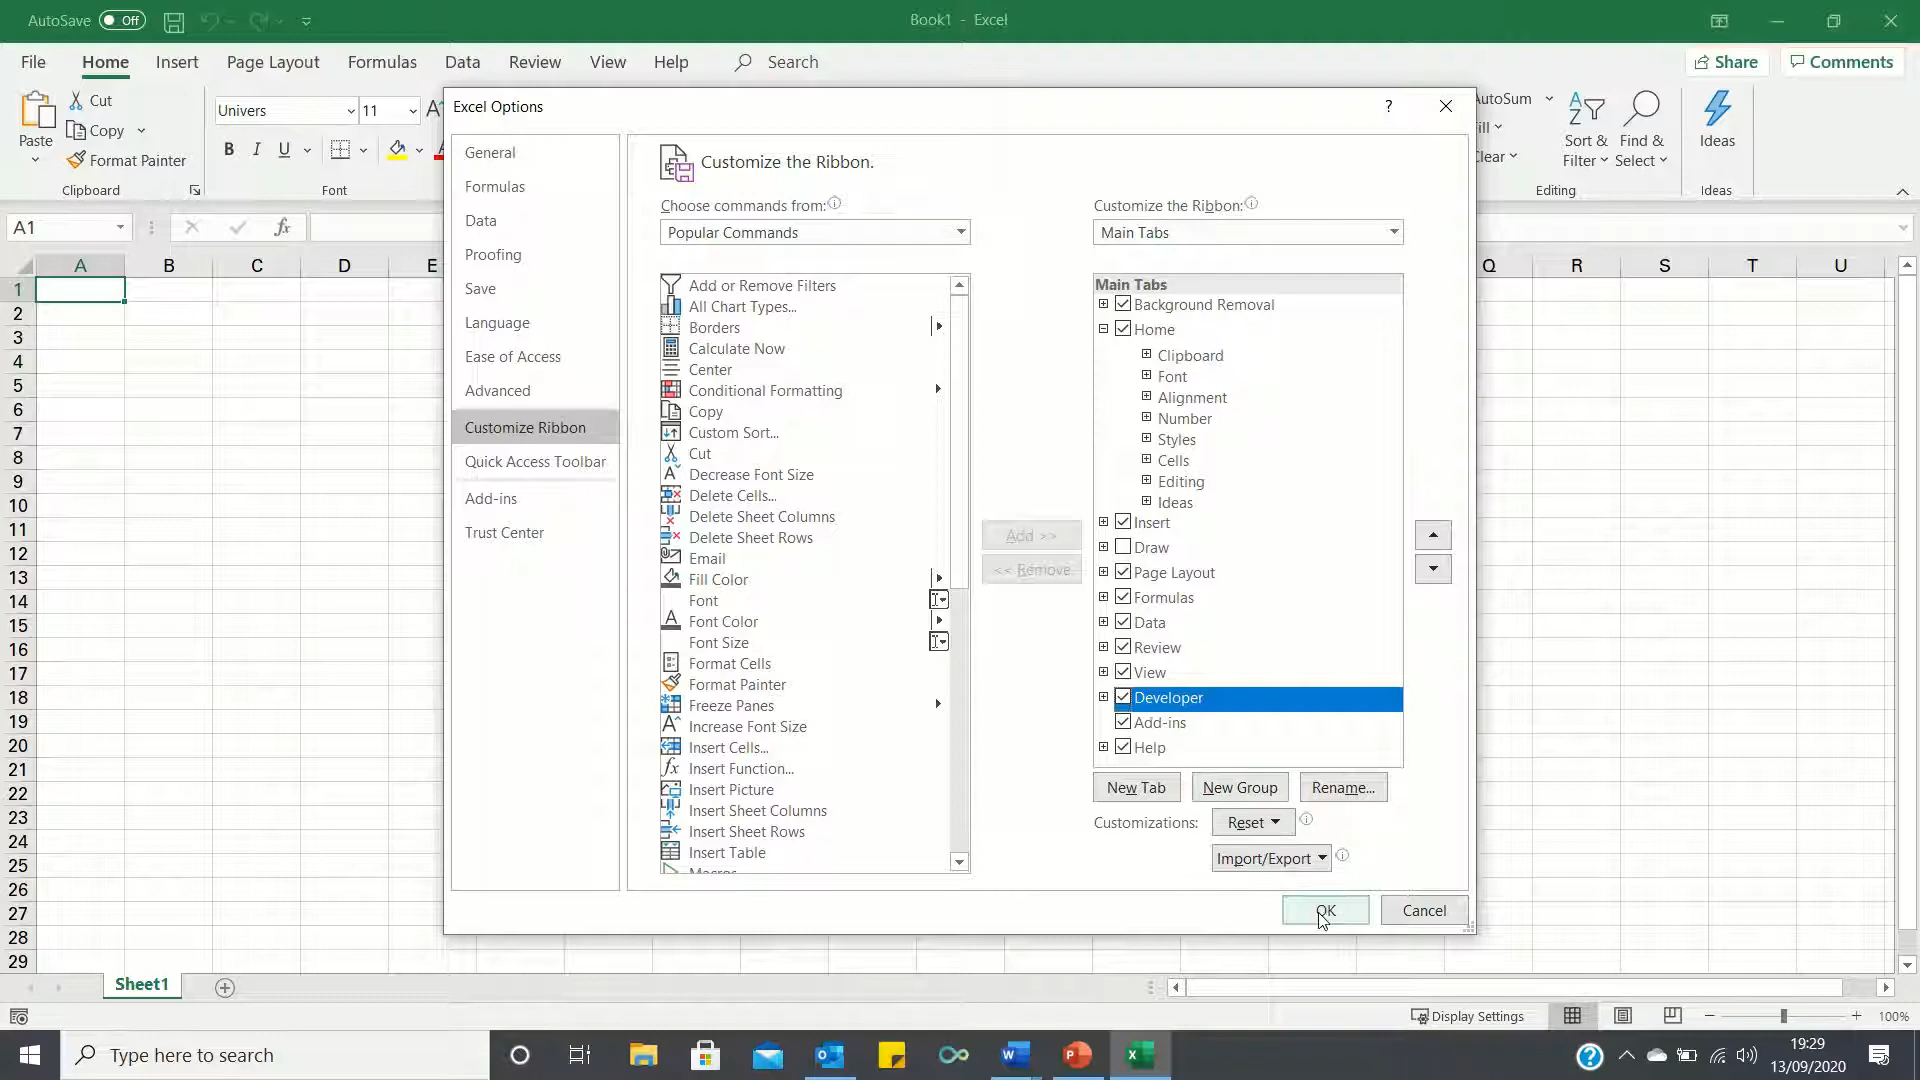 AutoSave Off
Book1 - Excel
File Home Insert Page Layout Formulas Data Review View Help Search
Share Comments
Paste
Cut
Copy
Format Painter
Clipboard
Univers 11
B I U
Font
AutoSum
Sort &
Filter
Find &
Select
Editing
Ideas
Ideas
A1
fx
A B C D E Q R S T U
1
2
3
4
5
6
7
8
9
10
11
12
13
14
15
16
17
18
19
20
21
22
23
24
25
26
27
28
29
Excel Options
?
General
Formulas
Data
Proofing
Save
Language
Ease of Access
Advanced
Customize Ribbon
Quick Access Toolbar
Add-ins
Trust Center
Customize the Ribbon.
Choose commands from:
Popular Commands
Add or Remove Filters
All Chart Types...
Borders
Calculate Now
Center
Conditional Formatting
Copy
Custom Sort...
Cut
Decrease Font Size
Delete Cells...
Delete Sheet Columns
Delete Sheet Rows
Email
Fill Color
Font
Font Color
Font Size
Format Cells
Format Painter
Freeze Panes
Increase Font Size
Insert Cells...
Insert Function...
Insert Picture
Insert Sheet Columns
Insert Sheet Rows
Insert Table
Macros
Add >>
<< Remove
Customize the Ribbon:
Main Tabs
Main Tabs
Background Removal
Home
Clipboard
Font
Alignment
Number
Styles
Cells
Editing
Ideas
Insert
Draw
Page Layout
Formulas
Data
Review
View
Developer
Add-ins
Help
New Tab New Group Rename...
Customizations: Reset
Import/Export
OK Cancel
Sheet1
Display Settings
100%
Type here to search
19:29
13/09/2020